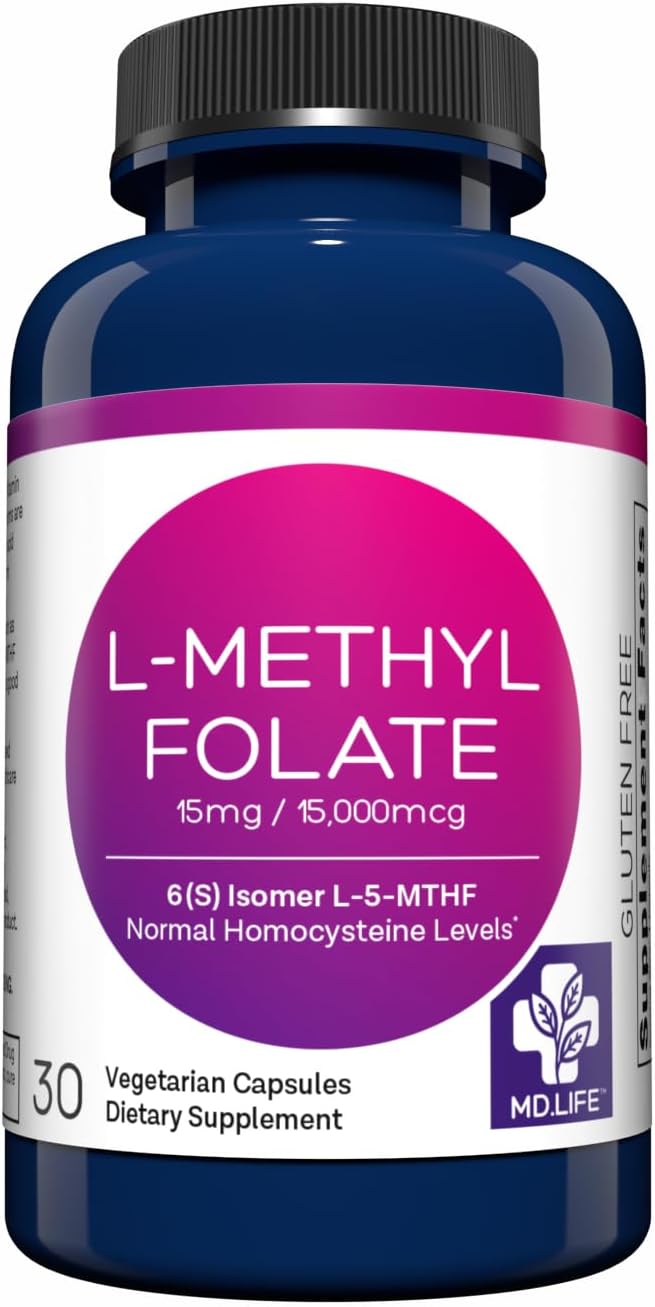 L-METHYL
FOLATE
15mg / 15,000mcg
6(S) Isomer L-5-MTHF
Normal Homocysteine Levels*
30
Vegetarian Capsules
Dietary Supplement
MD.LIFE™
GLUTEN FREE
Supplement Facts